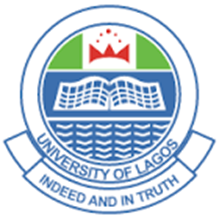 UNIVERSITY OF LAGOS
INDEED AND IN TRUTH